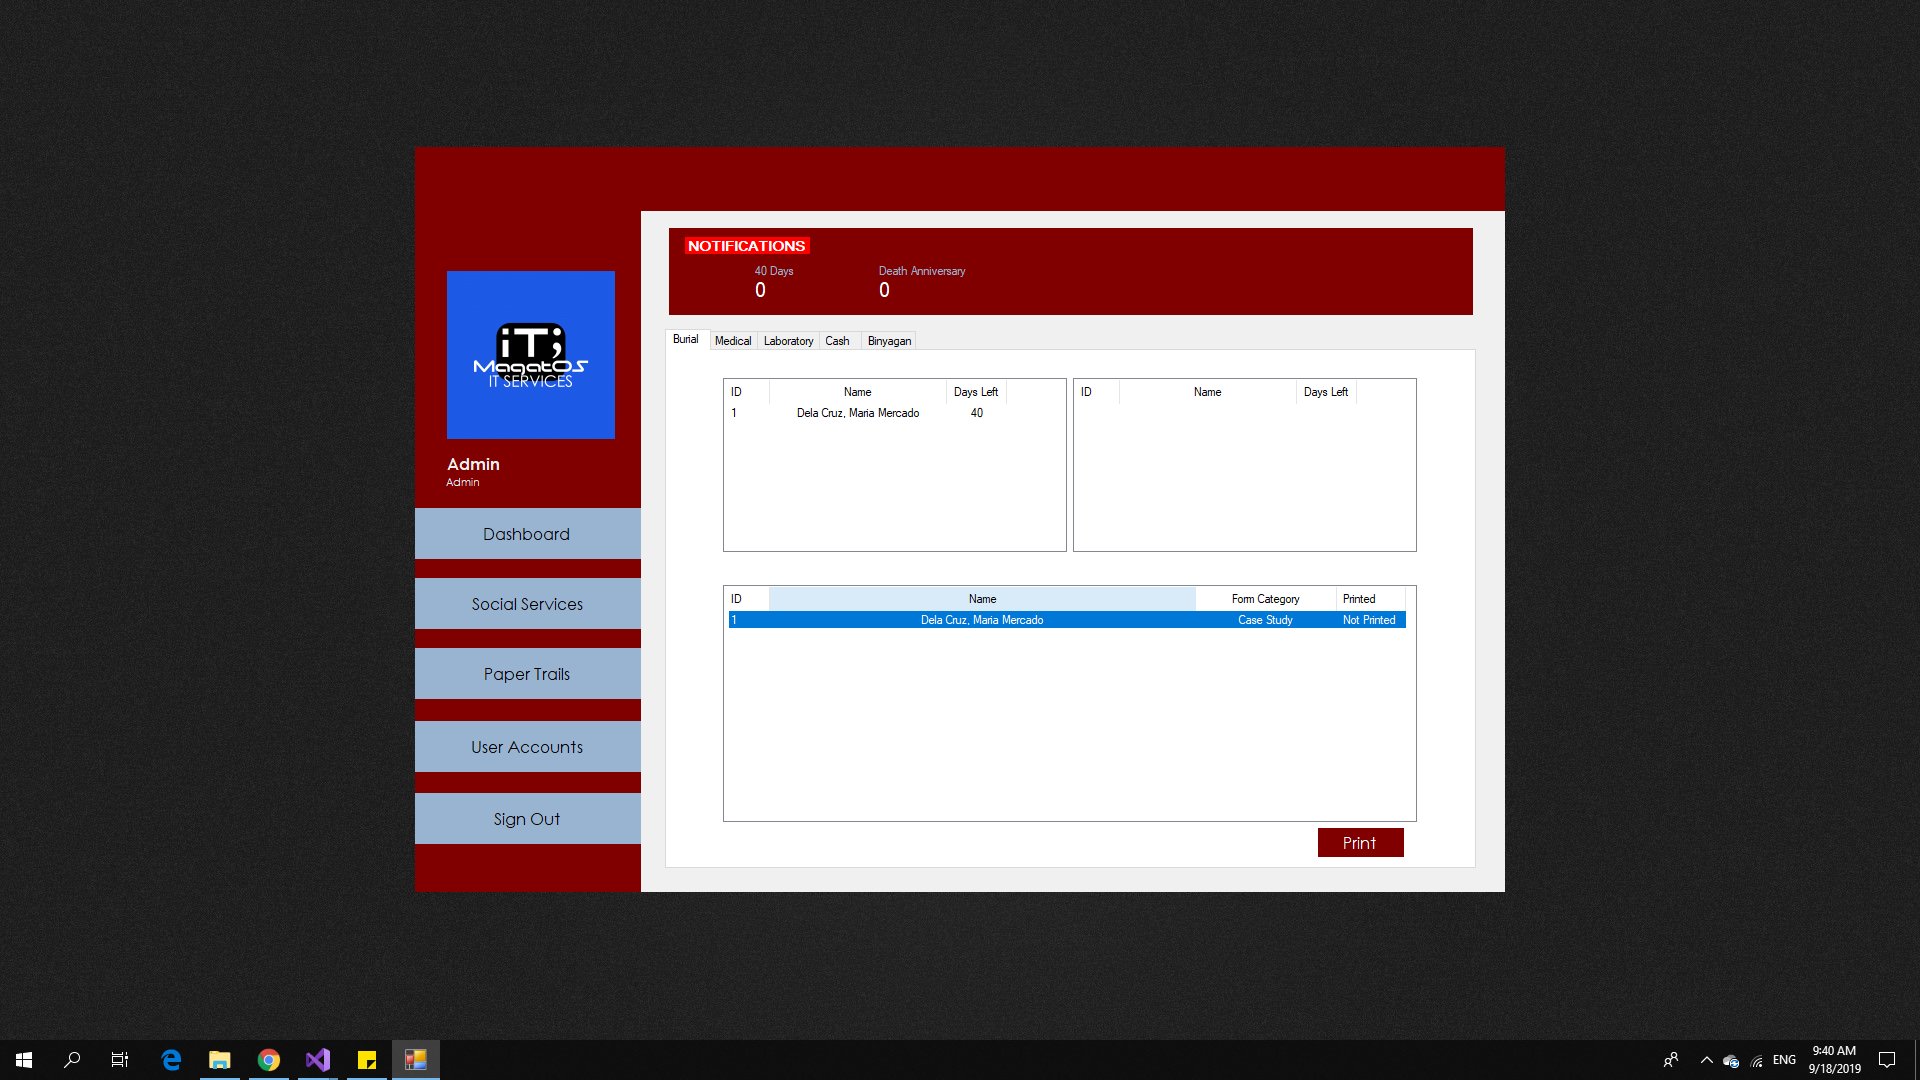 NOTIFICATIONS
40 Days Death Anniversary
0 0
iT;
MagatOS
IT SERVICES
Admin
Admin
Dashboard
Social Services
Paper Trails
User Accounts
Sign Out
Burial Medical Laboratory Cash Binyagan
ID Name Days Left
1 Dela Cruz, Maria Mercado 40
ID Name Days Left
ID Name Form Category Printed
1 Dela Cruz, Maria Mercado Case Study Not Printed
Print
ENG
9:40 AM
9/18/2019